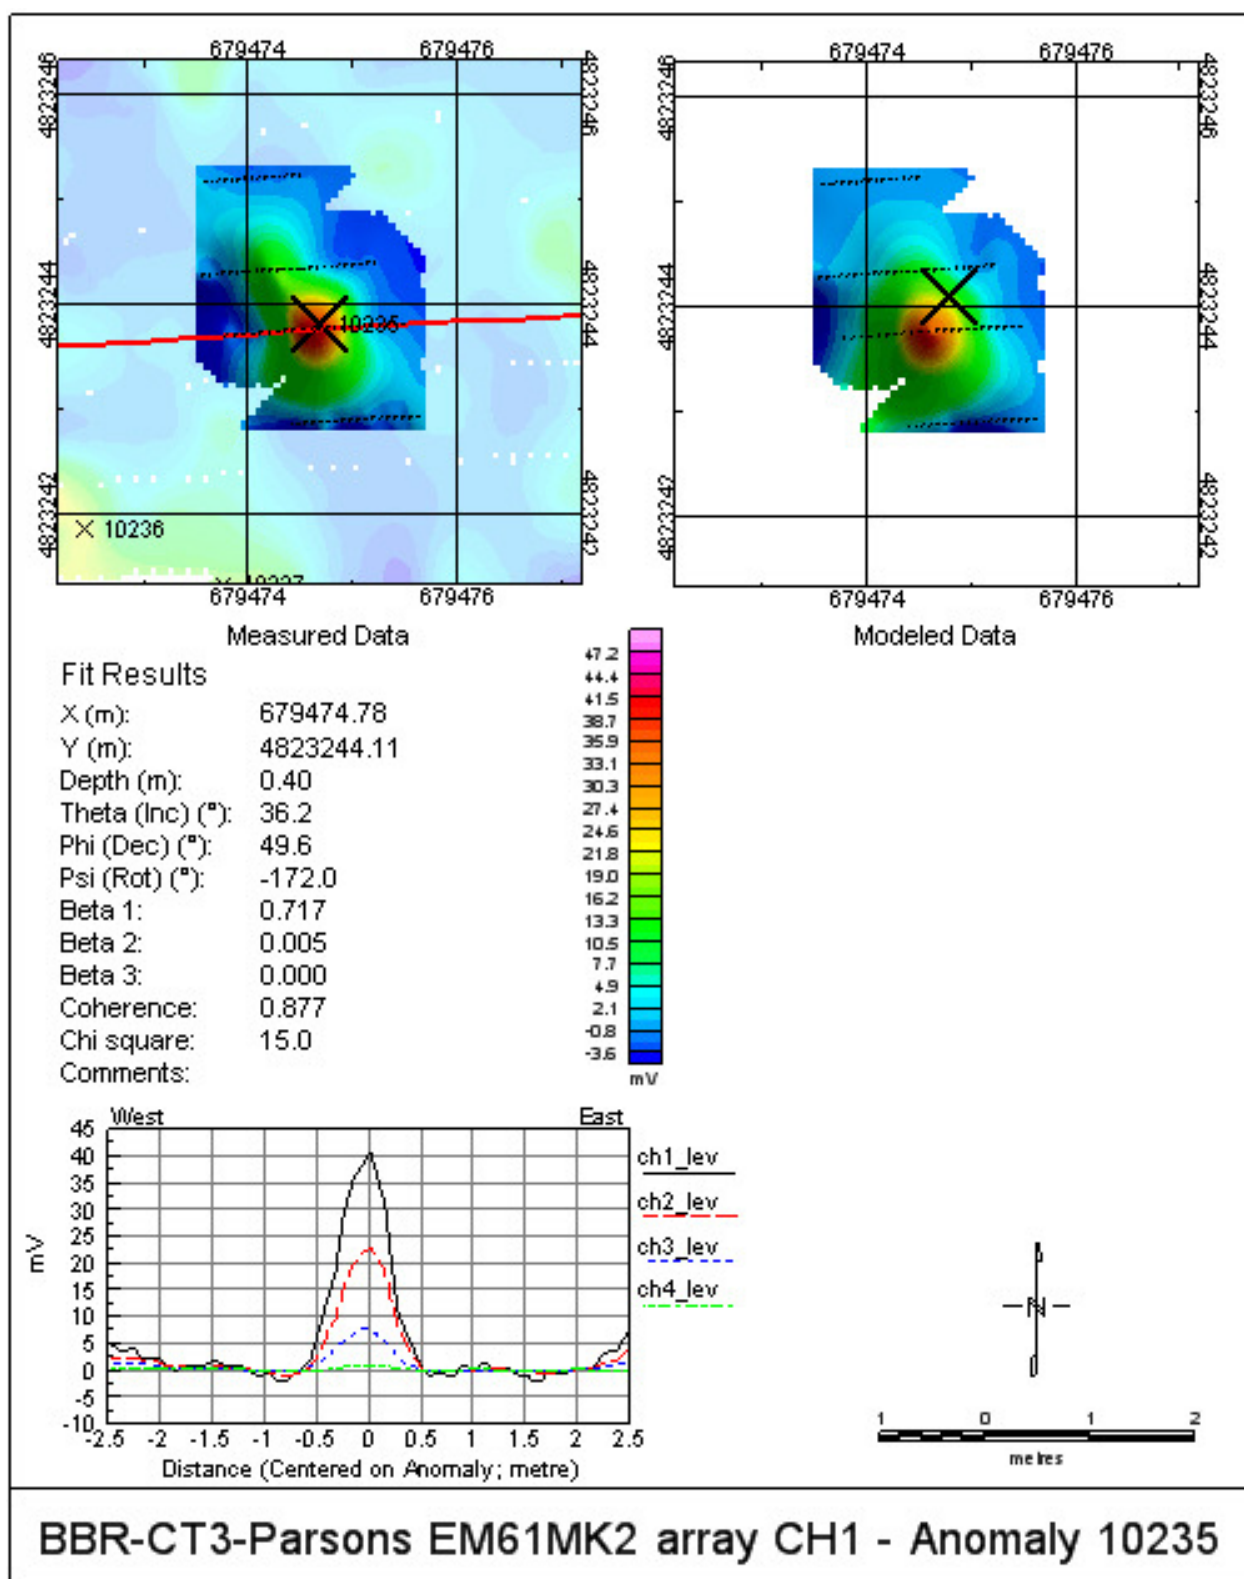 679474 679476
679474 679476
4823246 4823246 4823246 4823246
4823244 4823244 4823244 4823244
4823242 4823242 4823242 4823242
10235
10236
679474 679476
679474 679476
Measured Data
Modeled Data
Fit Results
X (m): 679474.78
Y (m): 4823244.11
Depth (m): 0.40
Theta (Inc) (°): 36.2
Phi (Dec) (°): 49.6
Psi (Rot) (°): -172.0
Beta 1: 0.717
Beta 2: 0.005
Beta 3: 0.000
Coherence: 0.877
Chi square: 15.0
Comments:
47.2
44.4
41.5
38.7
35.9
33.1
30.3
27.4
24.6
21.8
19.0
16.2
13.3
10.5
7.7
4.9
2.1
-0.8
-3.6
mV
West East
45
40
35
30
25
20
15
10
5
0
-5
-10
mV
-2.5 -2 -1.5 -1 -0.5 0 0.5 1 1.5 2 2.5
Distance (Centered on Anomaly; metre)
ch1_lev
ch2_lev
ch3_lev
ch4_lev
N
1 0 1 2
metres
BBR-CT3-Parsons EM61MK2 array CH1 - Anomaly 10235